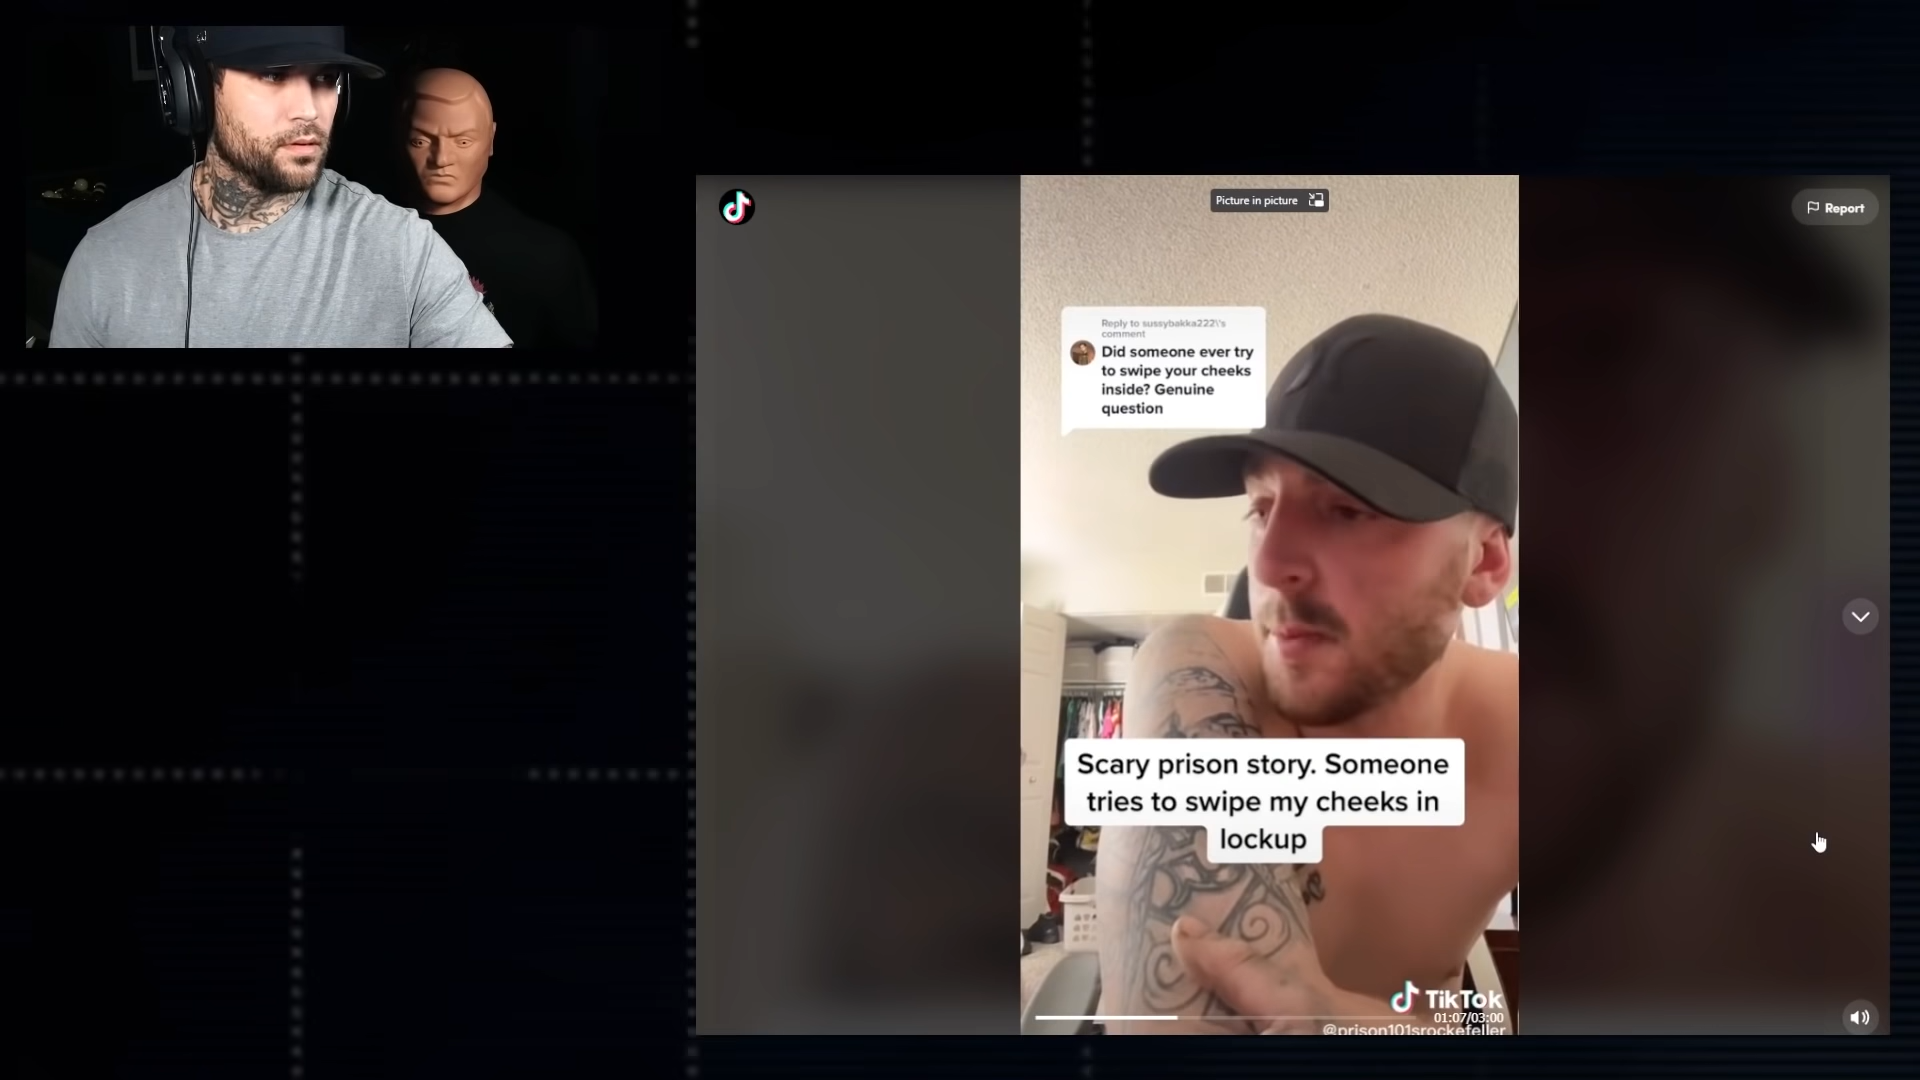 Picture in picture
Report
Reply to sussybakka222\'s
comment
Did someone ever try
to swipe your cheeks
inside? Genuine
question
Scary prison story. Someone
tries to swipe my cheeks in
lockup
TikTok
01:07/03:00
@prison101srockefeller